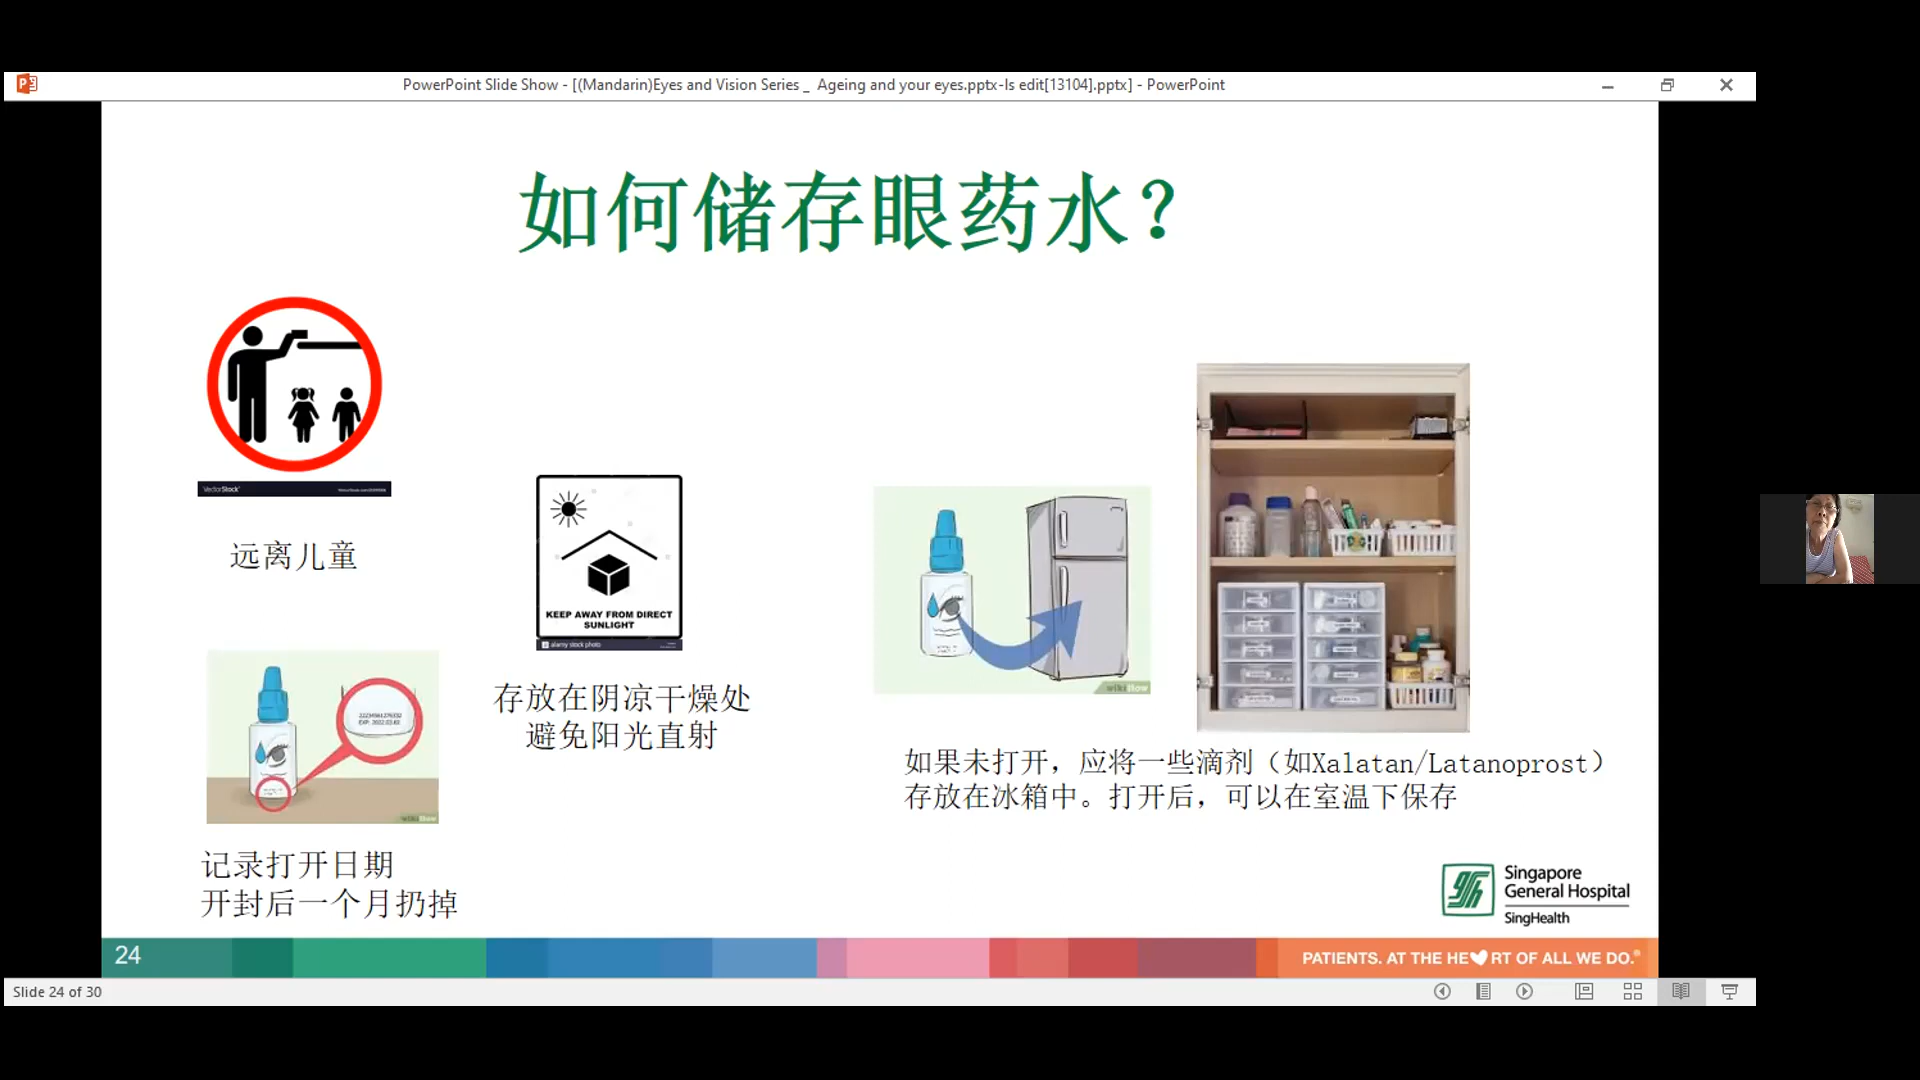 PowerPoint Slide Show - [(Mandarin)Eyes and Vision Series _ Ageing and your eyes.pptx-ls edit[13104].pptx] - PowerPoint
如何储存眼药水？
VectorStock
远离儿童
KEEP AWAY FROM DIRECT
SUNLIGHT
alamy stock photo
存放在阴凉干燥处
避免阳光直射
wikiHow
记录打开日期
开封后一个月扔掉
wikiHow
如果未打开，应将一些滴剂（如Xalatan/Latanoprost）
存放在冰箱中。打开后，可以在室温下保存
Singapore
General Hospital
SingHealth
24
PATIENTS. AT THE HE RT OF ALL WE DO.®
Slide 24 of 30